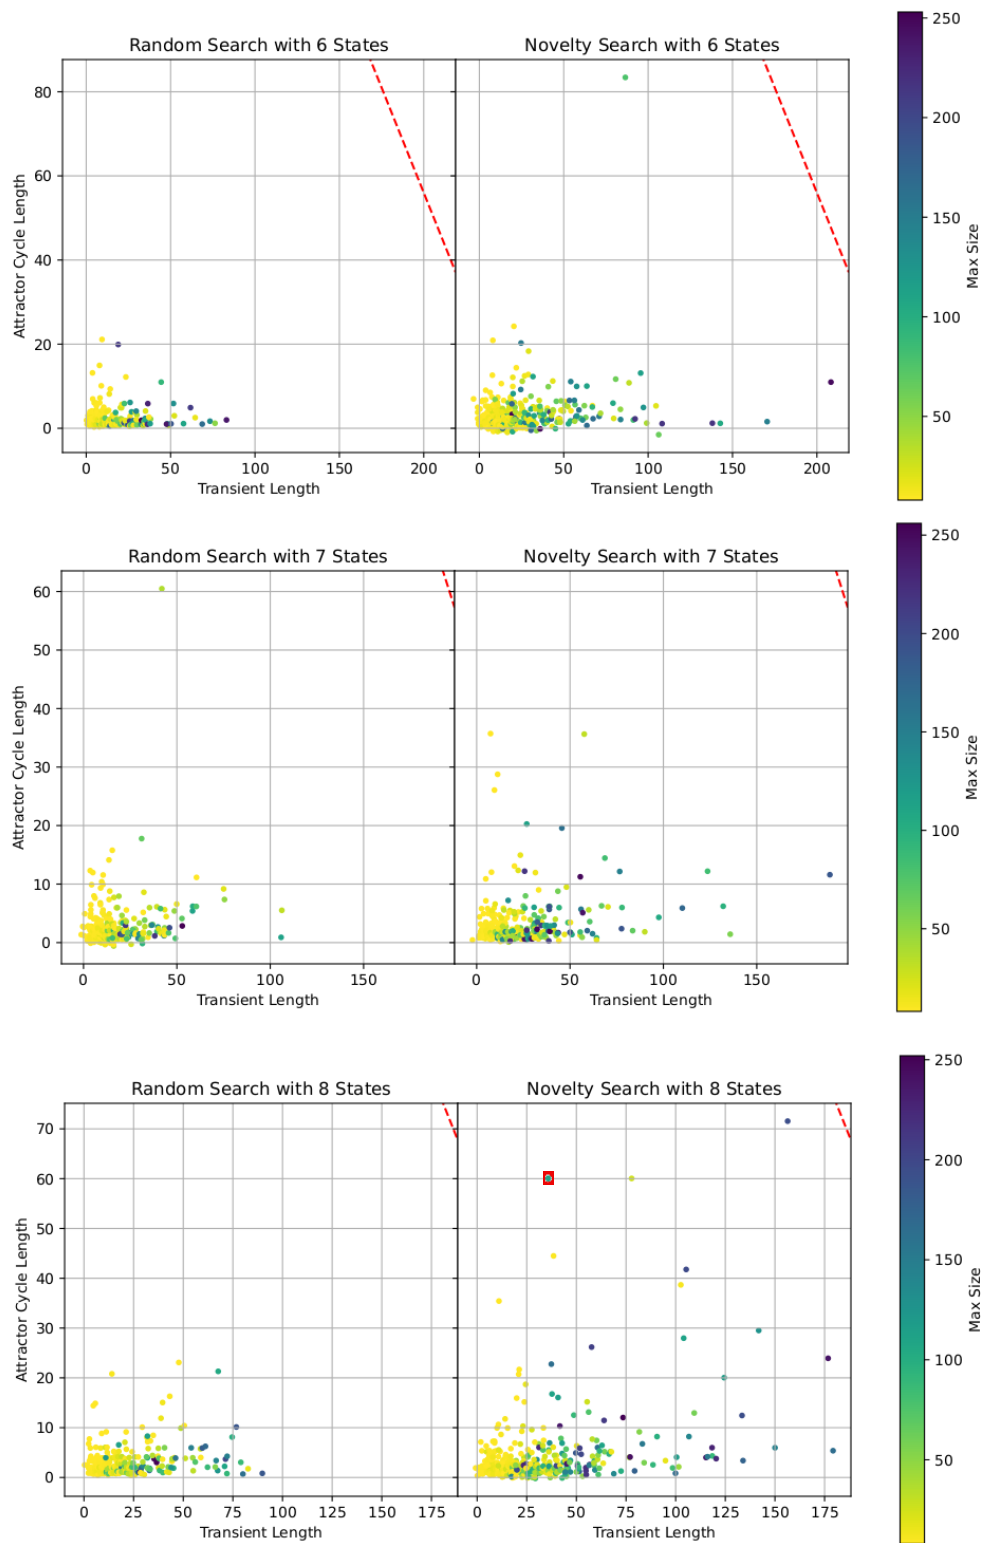 Random Search with 6 States
Novelty Search with 6 States
80
60
40
20
0
Attractor Cycle Length
0 50 100 150 200
Transient Length
0 50 100 150 200
Transient Length
250
200
150
100
50
Max Size
Random Search with 7 States
Novelty Search with 7 States
60
50
40
30
20
10
0
Attractor Cycle Length
0 50 100 150
Transient Length
0 50 100 150
Transient Length
250
200
150
100
50
Max Size
Random Search with 8 States
Novelty Search with 8 States
70
60
50
40
30
20
10
0
Attractor Cycle Length
0 25 50 75 100 125 150 175
Transient Length
0 25 50 75 100 125 150 175
Transient Length
250
200
150
100
50
Max Size